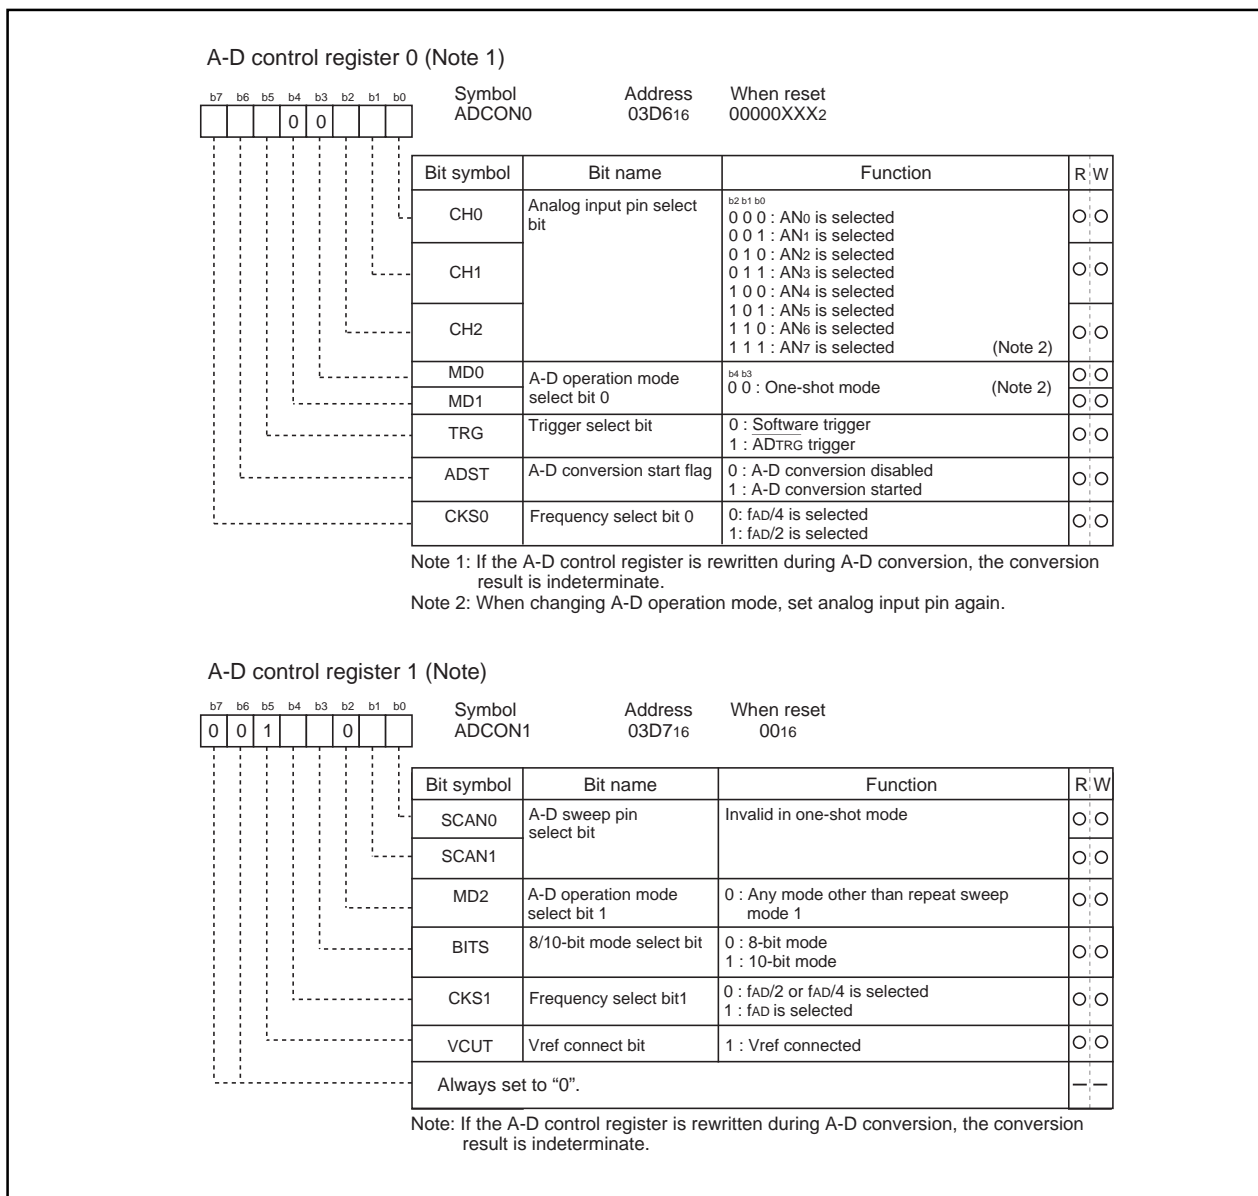 A-D control register 0 (Note 1)
b7 b6 b5 b4 b3 b2 b1 b0
0 0
Symbol Address When reset
ADCON0 03D616 00000XXX2
Bit symbol Bit name Function R W
CH0 Analog input pin select bit
b2 b1 b0
0 0 0 : AN0 is selected
0 0 1 : AN1 is selected
0 1 0 : AN2 is selected
CH1
0 1 1 : AN3 is selected
1 0 0 : AN4 is selected
1 0 1 : AN5 is selected
CH2
1 1 0 : AN6 is selected
1 1 1 : AN7 is selected (Note 2)
MD0 A-D operation mode select bit 0
b4 b3
0 0 : One-shot mode (Note 2)
MD1
TRG Trigger select bit 0 : Software trigger
1 : ADTRG trigger
ADST A-D conversion start flag 0 : A-D conversion disabled
1 : A-D conversion started
CKS0 Frequency select bit 0 0: fAD/4 is selected
1: fAD/2 is selected
Note 1: If the A-D control register is rewritten during A-D conversion, the conversion
result is indeterminate.
Note 2: When changing A-D operation mode, set analog input pin again.
A-D control register 1 (Note)
b7 b6 b5 b4 b3 b2 b1 b0
0 0 1 0
Symbol Address When reset
ADCON1 03D716 0016
Bit symbol Bit name Function R W
SCAN0 A-D sweep pin select bit Invalid in one-shot mode
SCAN1
MD2 A-D operation mode select bit 1 0 : Any mode other than repeat sweep
mode 1
BITS 8/10-bit mode select bit 0 : 8-bit mode
1 : 10-bit mode
CKS1 Frequency select bit1 0 : fAD/2 or fAD/4 is selected
1 : fAD is selected
VCUT Vref connect bit 1 : Vref connected
Always set to “0”.
Note: If the A-D control register is rewritten during A-D conversion, the conversion
result is indeterminate.